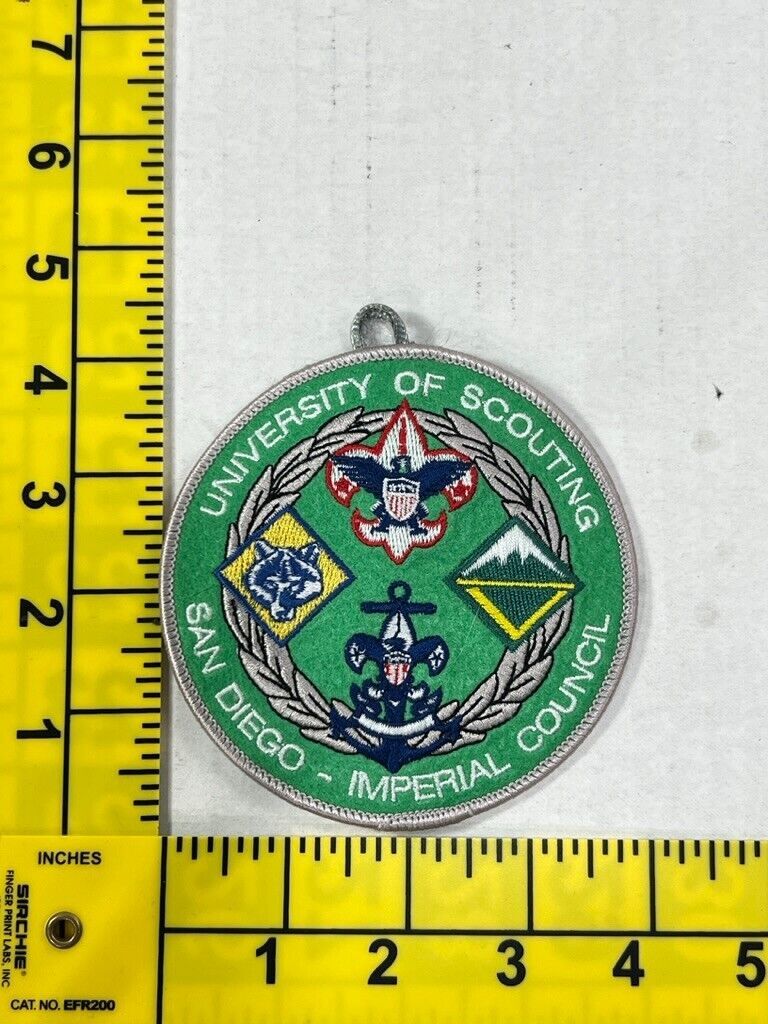 UNIVERSITY OF SCOUTING
SAN DIEGO - IMPERIAL COUNCIL
7
6
5
4
3
2
1
INCHES
SIRCHIE®
FINGER PRINT LABS, INC
CAT. NO. EFR200
1
2
3
4
5